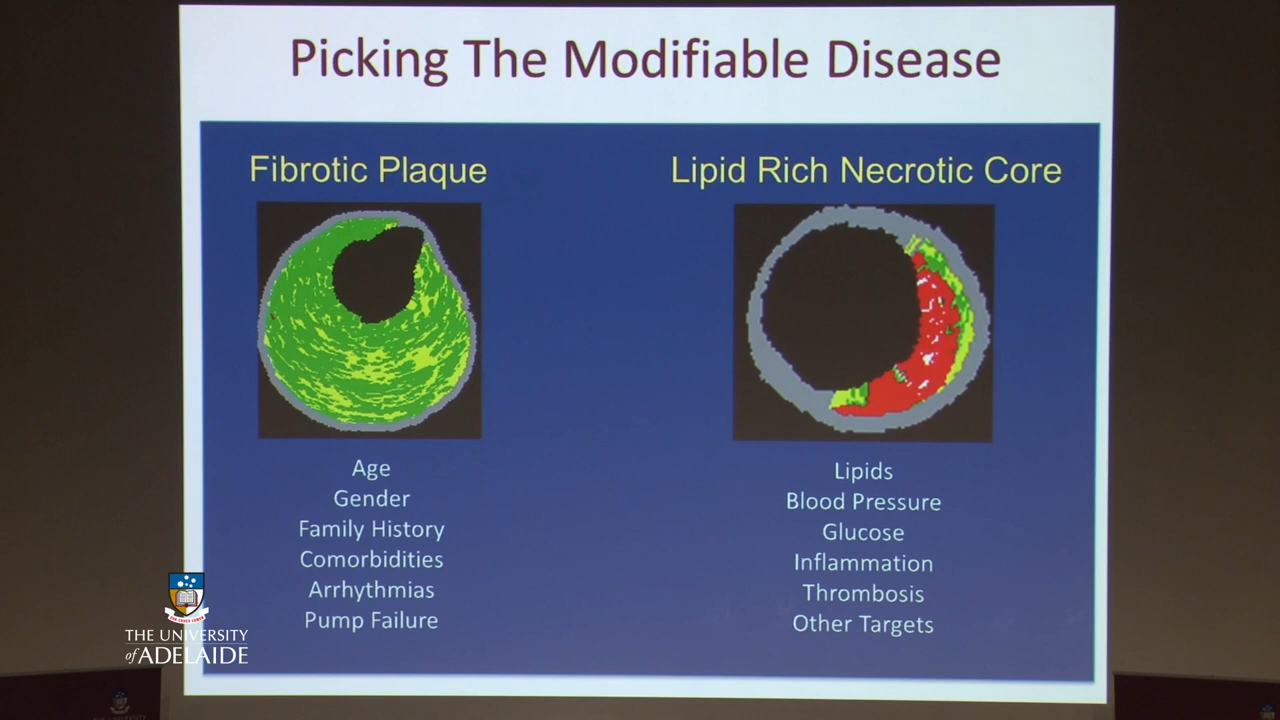 Picking The Modifiable Disease
Fibrotic Plaque
Age
Gender
Family History
Comorbidities
Arrhythmias
Pump Failure
Lipid Rich Necrotic Core
Lipids
Blood Pressure
Glucose
Inflammation
Thrombosis
Other Targets
THE UNIVERSITY
of ADELAIDE